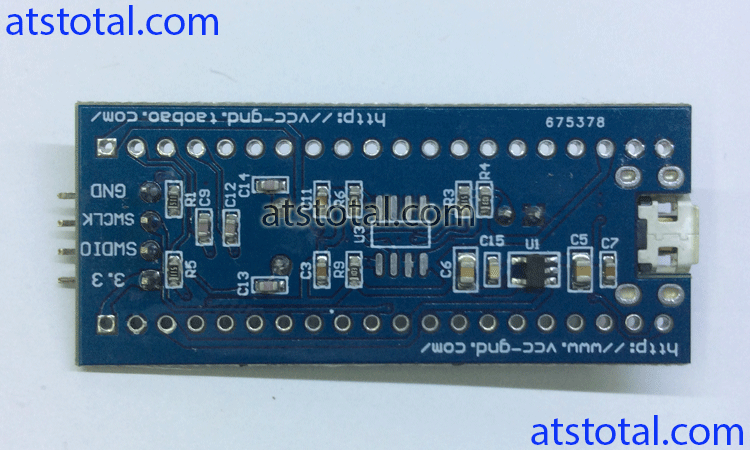 atstotal.com
http://vcc-gnd.taobao.com/
675378
GND
SWCLK
SWDIO
3.3
R1
C9
C12
C14
C11
R6
R3
R4
atstotal.com
U3
R5
C13
C3
R9
C6
C15
U1
C5
C7
http://www.vcc-gnd.com/
atstotal.com